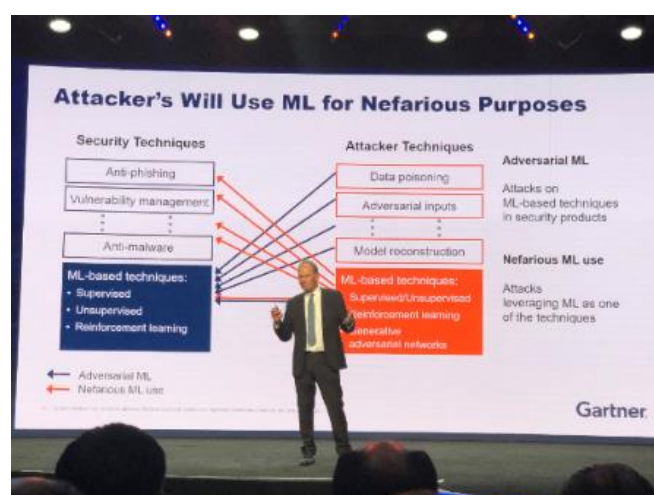 Attacker's Will Use ML for Nefarious Purposes
Security Techniques
Anti-phishing
Vulnerability management
Anti-malware
ML-based techniques:
• Supervised
• Unsupervised
• Reinforcement learning
Attacker Techniques
Data poisoning
Adversarial inputs
Model reconstruction
ML-based techniques:
Supervised/Unsupervised
Reinforcement learning
Generative
adversarial networks
Adversarial ML
Attacks on
ML-based techniques
in security products
Nefarious ML use
Attacks
leveraging ML as one
of the techniques
Adversarial ML
Nefarious ML use
Gartner